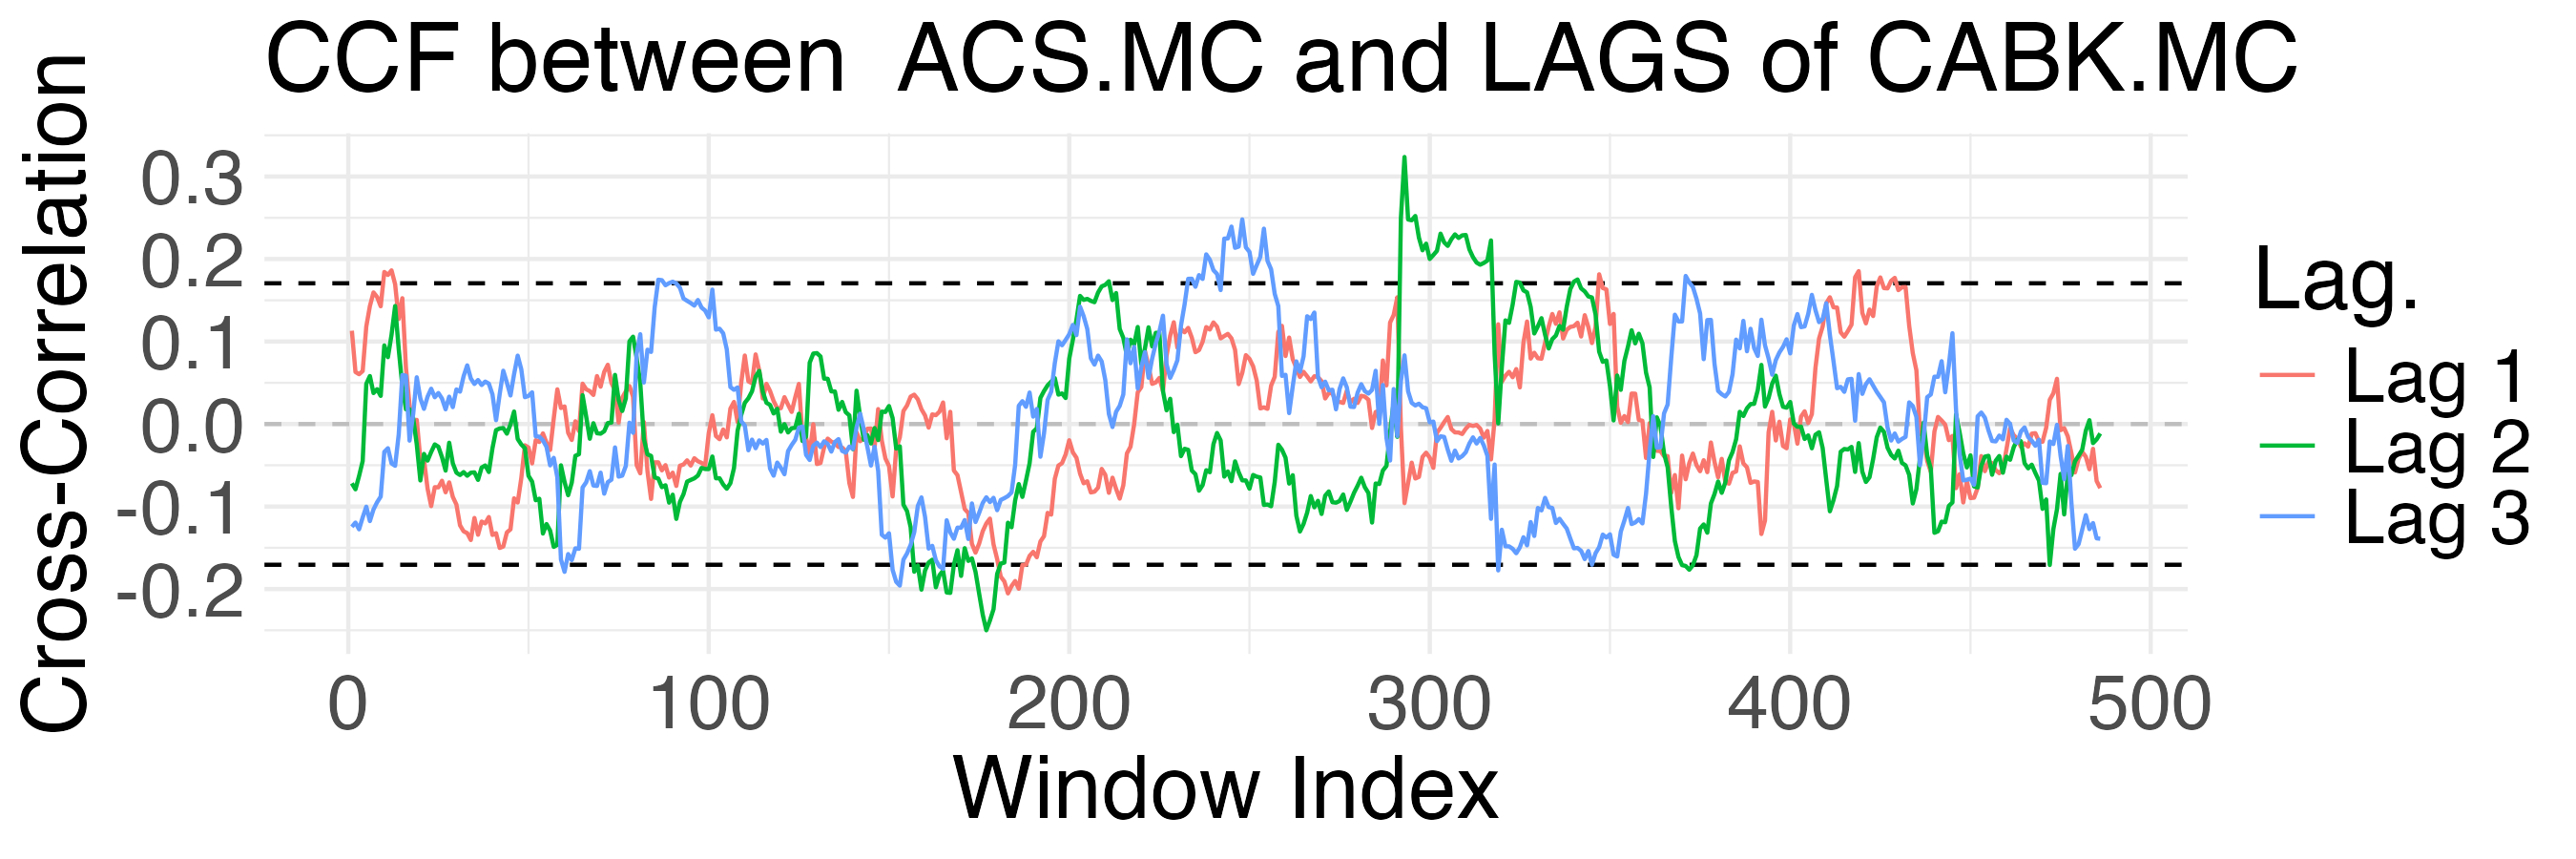 CCF between  ACS.MC and LAGS of CABK.MC
Cross-Correlation
0.3
0.2
0.1
0.0
-0.1
-0.2
0 100 200 300 400 500
Window Index
Lag.
Lag 1
Lag 2
Lag 3